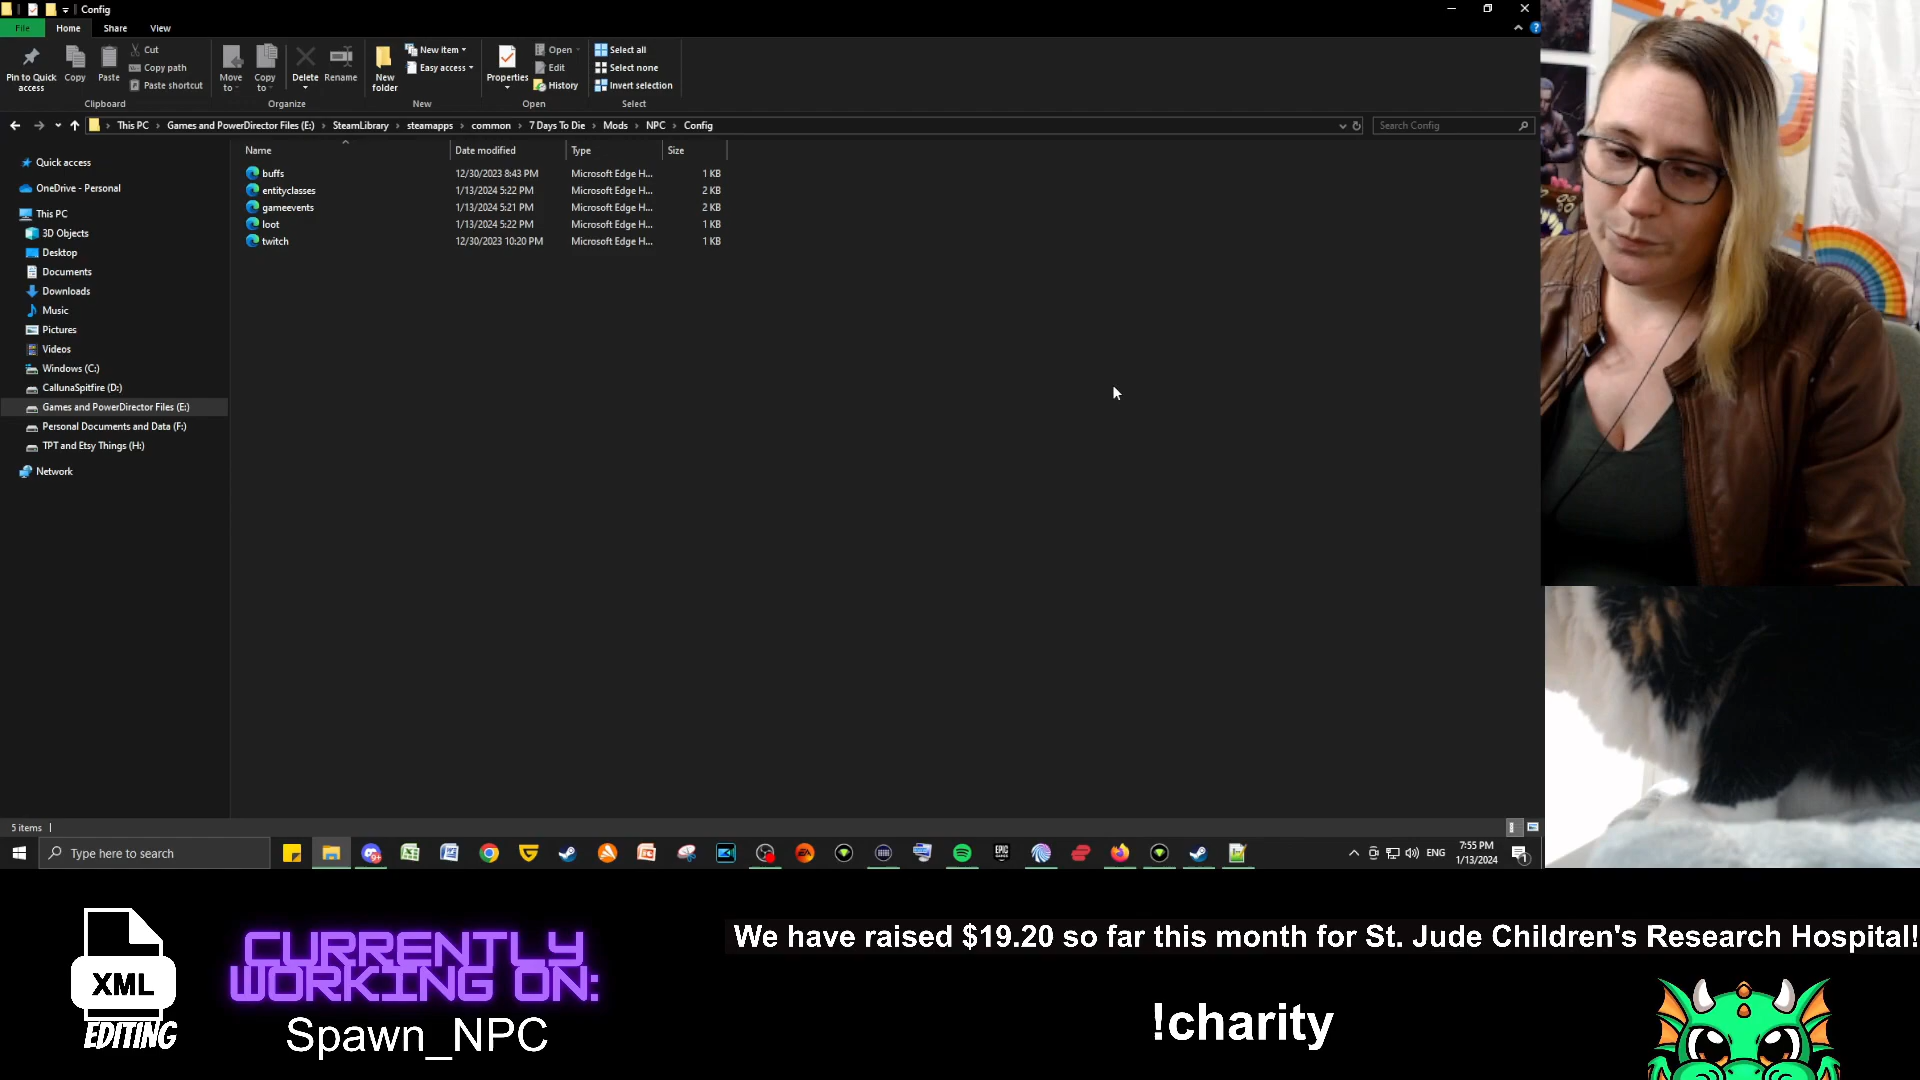 Config
File Home Share View
Pin to Quick access
Copy
Paste
Cut
Copy path
Paste shortcut
Clipboard
Move to
Copy to
Delete
Rename
Organize
New folder
New item
Easy access
New
Properties
Open
Edit
History
Open
Select all
Select none
Invert selection
Select
This PC > Games and PowerDirector Files (E:) > SteamLibrary > steamapps > common > 7 Days To Die > Mods > NPC > Config
Search Config
Quick access
OneDrive - Personal
This PC
3D Objects
Desktop
Documents
Downloads
Music
Pictures
Videos
Windows (C:)
CallunaSpitfire (D:)
Games and PowerDirector Files (E:)
Personal Documents and Data (F:)
TPT and Etsy Things (H:)
Network
Name Date modified Type Size
buffs 12/30/2023 8:43 PM Microsoft Edge H... 1 KB
entityclasses 1/13/2024 5:22 PM Microsoft Edge H... 2 KB
gameevents 1/13/2024 5:21 PM Microsoft Edge H... 2 KB
loot 1/13/2024 5:22 PM Microsoft Edge H... 1 KB
twitch 12/30/2023 10:20 PM Microsoft Edge H... 1 KB
5 items
Type here to search
EPIC GAMES
ENG
7:55 PM
1/13/2024
XML
EDITING
CURRENTLY
WORKING ON:
Spawn_NPC
We have raised $19.20 so far this month for St. Jude Children's Research Hospital!
!charity